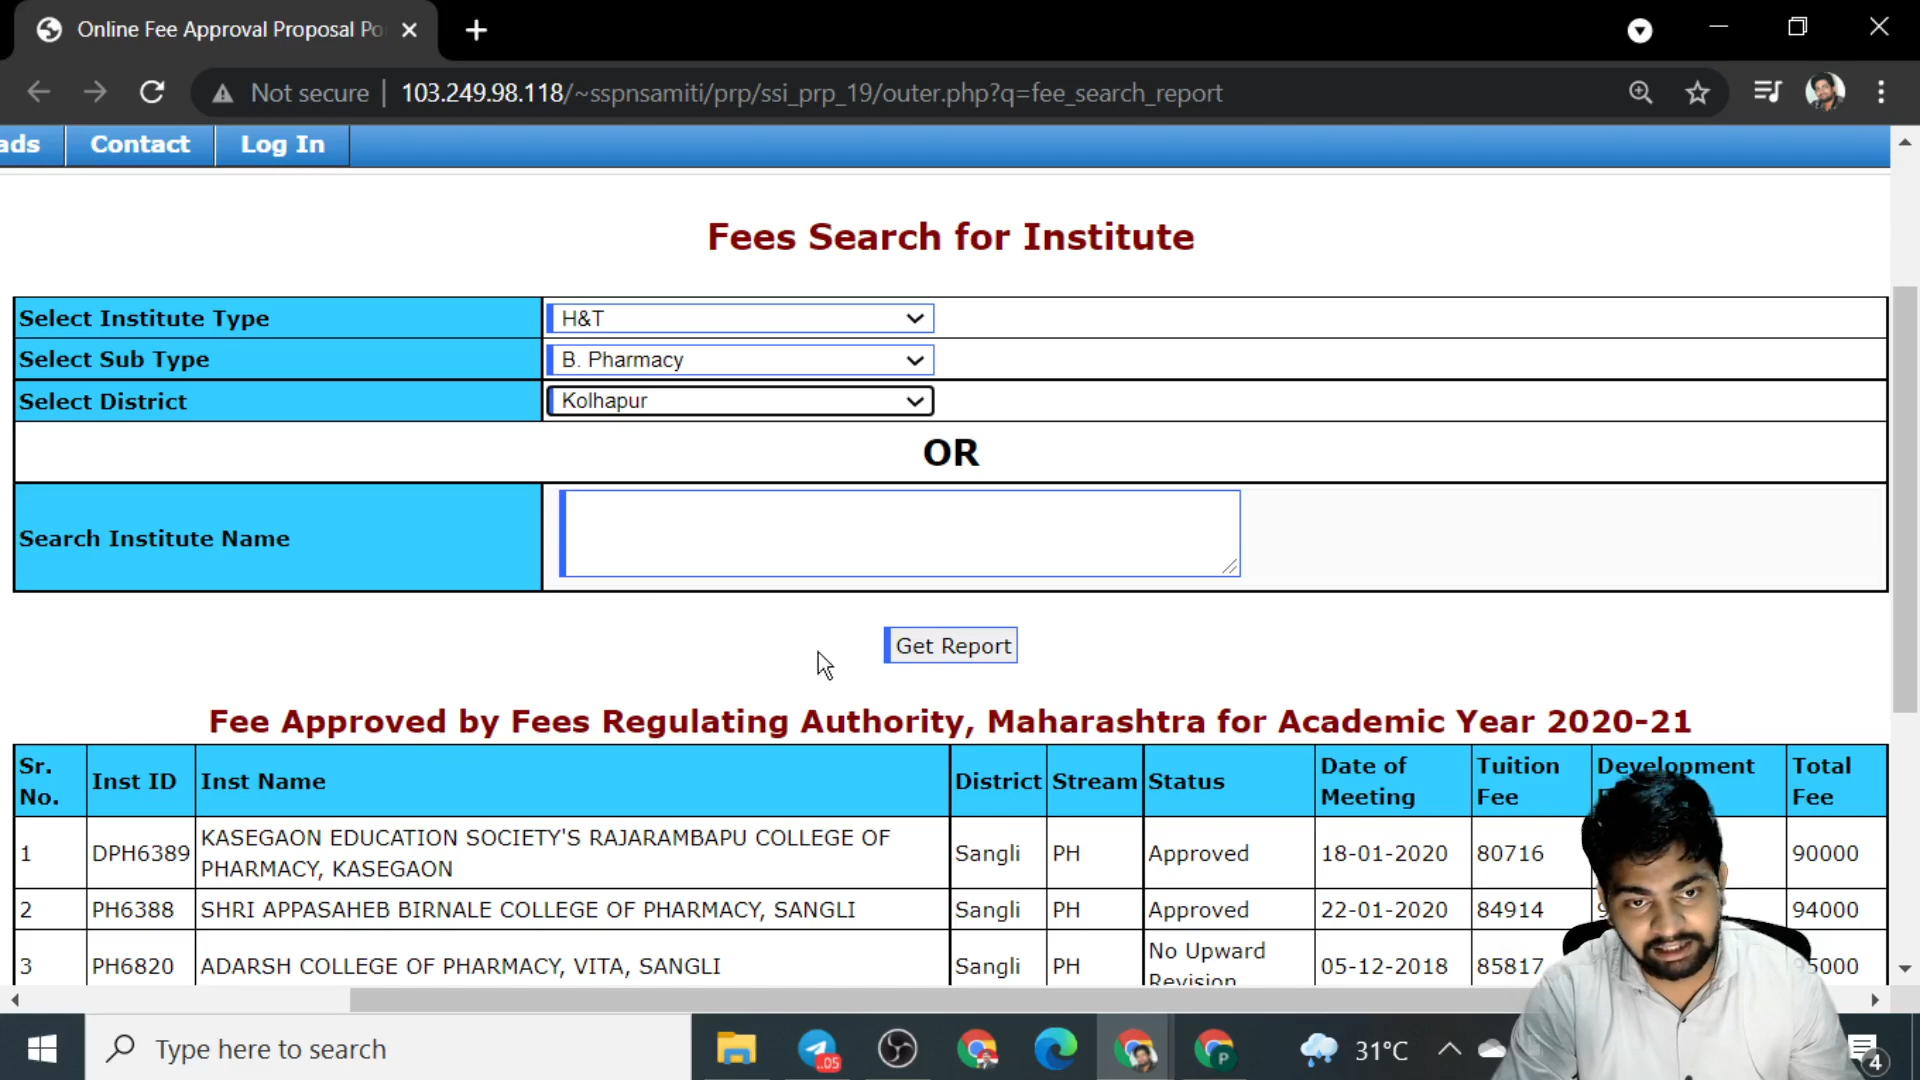 Online Fee Approval Proposal Po
Not secure | 103.249.98.118/~sspnsamiti/prp/ssi_prp_19/outer.php?q=fee_search_report
ads Contact Log In
Fees Search for Institute
Select Institute Type H&T
Select Sub Type B. Pharmacy
Select District Kolhapur
OR
Search Institute Name
Get Report
Fee Approved by Fees Regulating Authority, Maharashtra for Academic Year 2020-21
Sr. No. Inst ID Inst Name District Stream Status Date of Meeting Tuition Fee Development Total Fee
1 DPH6389 KASEGAON EDUCATION SOCIETY'S RAJARAMBAPU COLLEGE OF Sangli PH Approved 18-01-2020 80716 90000
PHARMACY, KASEGAON
2 PH6388 SHRI APPASAHEB BIRNALE COLLEGE OF PHARMACY, SANGLI Sangli PH Approved 22-01-2020 84914 94000
3 PH6820 ADARSH COLLEGE OF PHARMACY, VITA, SANGLI Sangli PH No Upward Revision 05-12-2018 85817
Type here to search ..05 P 31°C 4